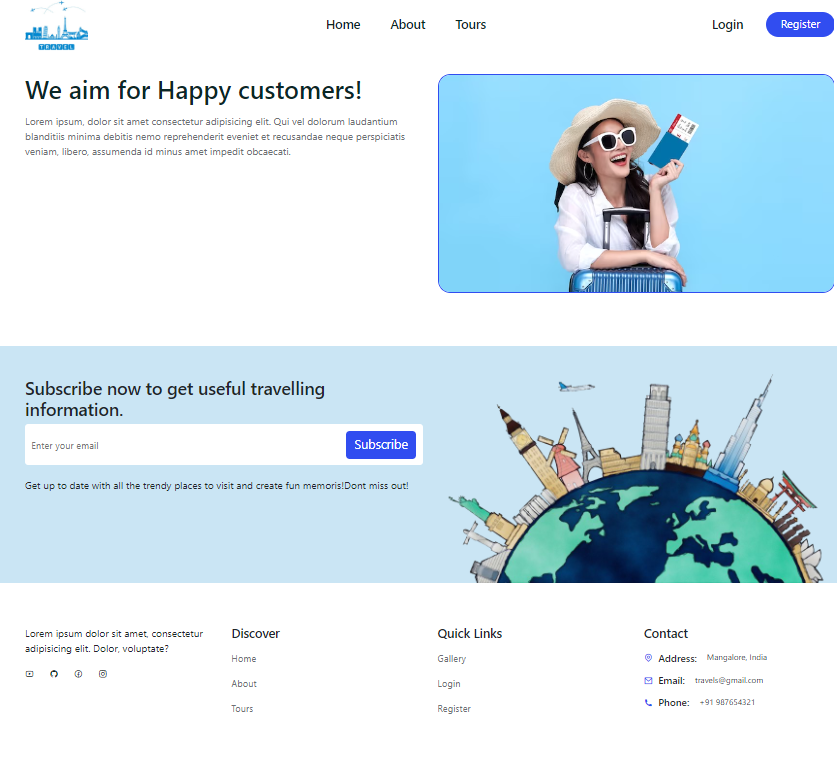 TRAVEL
Home About Tours Login Register
We aim for Happy customers!
Lorem ipsum, dolor sit amet consectetur adipisicing elit. Qui vel dolorum laudantium
blanditiis minima debitis nemo reprehenderit eveniet et recusandae neque perspiciatis
veniam, libero, assumenda id minus amet impedit obcaecati.
Subscribe now to get useful travelling
information.
Enter your email Subscribe
Get up to date with all the trendy places to visit and create fun memoris!Dont miss out!
Lorem ipsum dolor sit amet, consectetur
adipisicing elit. Dolor, voluptate?
Discover
Home
About
Tours
Quick Links
Gallery
Login
Register
Contact
Address: Mangalore, India
Email: travels@gmail.com
Phone: +91 987654321